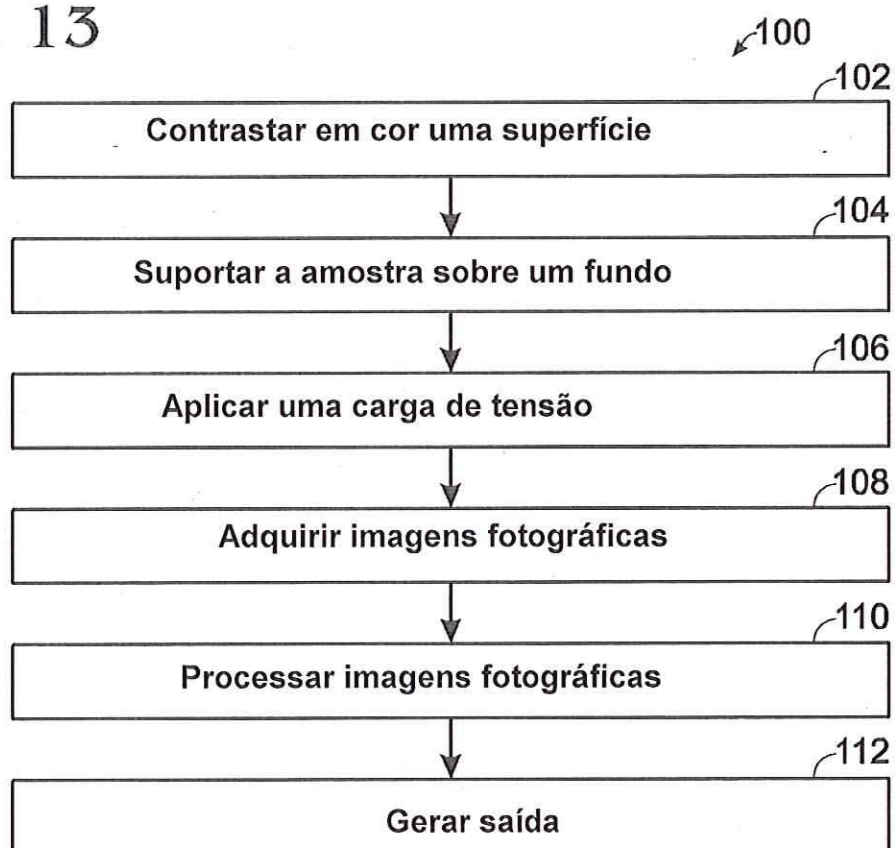 13
100
102
Contrastar em cor uma superfície
104
Suportar a amostra sobre um fundo
106
Aplicar uma carga de tensão
108
Adquirir imagens fotográficas
110
Processar imagens fotográficas
112
Gerar saída